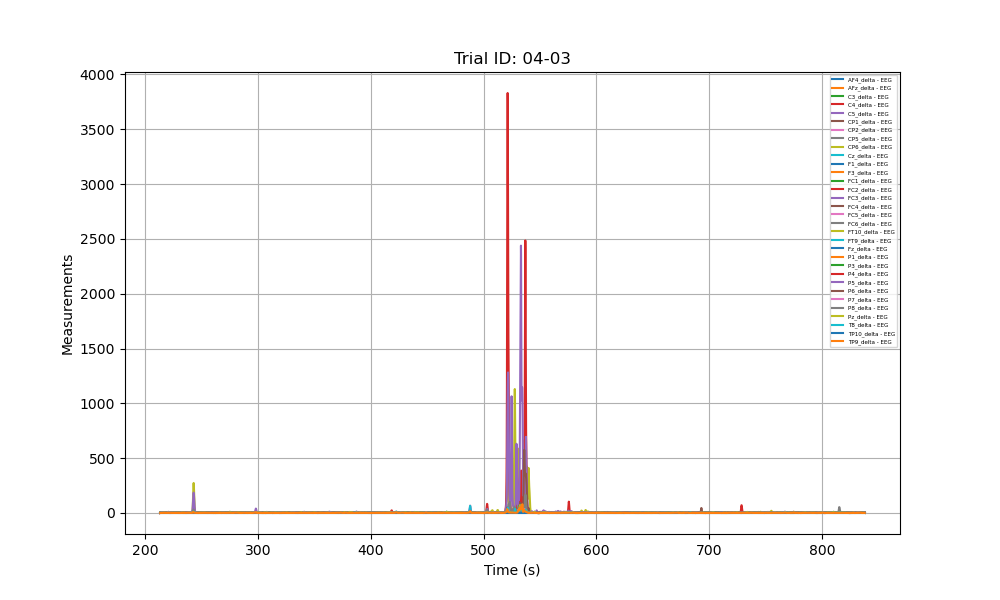 Trial ID: 04-03
4000
3500
3000
2500
2000
1500
1000
500
0
Measurements
200
300
400
500
600
700
800
Time (s)
AF4_delta - EEG
AFz_delta - EEG
C3_delta - EEG
C4_delta - EEG
C5_delta - EEG
CP1_delta - EEG
CP2_delta - EEG
CP5_delta - EEG
CP6_delta - EEG
Cz_delta - EEG
F1_delta - EEG
F3_delta - EEG
FC1_delta - EEG
FC2_delta - EEG
FC3_delta - EEG
FC4_delta - EEG
FC5_delta - EEG
FC6_delta - EEG
FT10_delta - EEG
FT9_delta - EEG
Fz_delta - EEG
P1_delta - EEG
P3_delta - EEG
P4_delta - EEG
P5_delta - EEG
P6_delta - EEG
P7_delta - EEG
P8_delta - EEG
Pz_delta - EEG
T8_delta - EEG
TP10_delta - EEG
TP9_delta - EEG